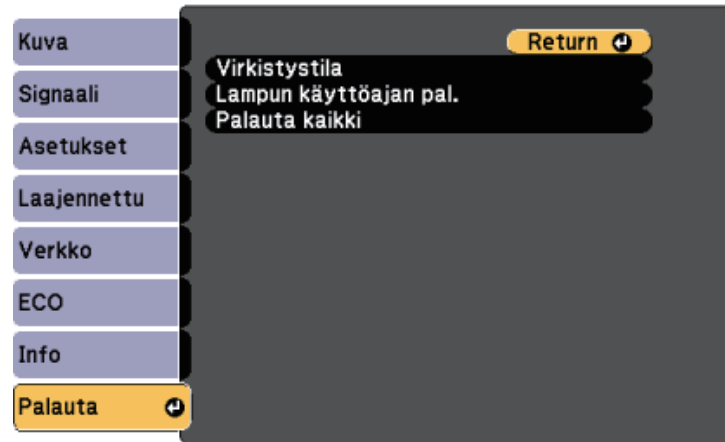 Kuva
Signaali
Asetukset
Laajennettu
Verkko
ECO
Info
Palauta
Return
Virkistystila
Lampun käyttöajan pal.
Palauta kaikki